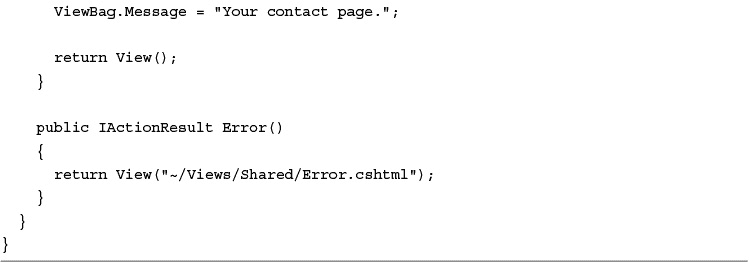 ViewBag.Message = "Your contact page.";
return View();
}
public IActionResult Error()
{
return View("~/Views/Shared/Error.cshtml");
}
}
}